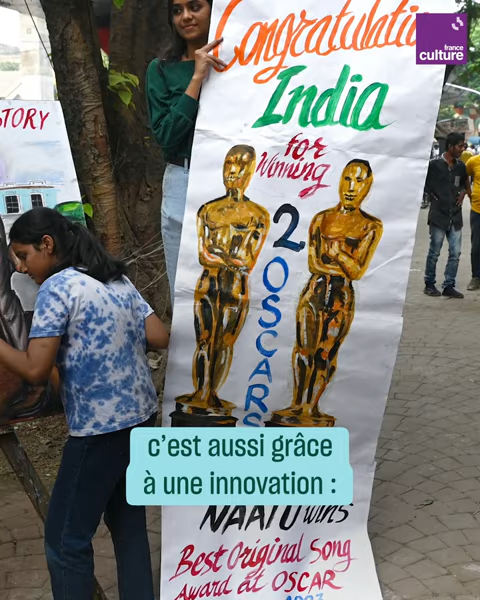 france
culture
STORY
Congratulati
India
for
Winning
2
OSCARS
c'est aussi grâce
à une innovation :
NAATU wins
Best Original Song
Award at OSCAR